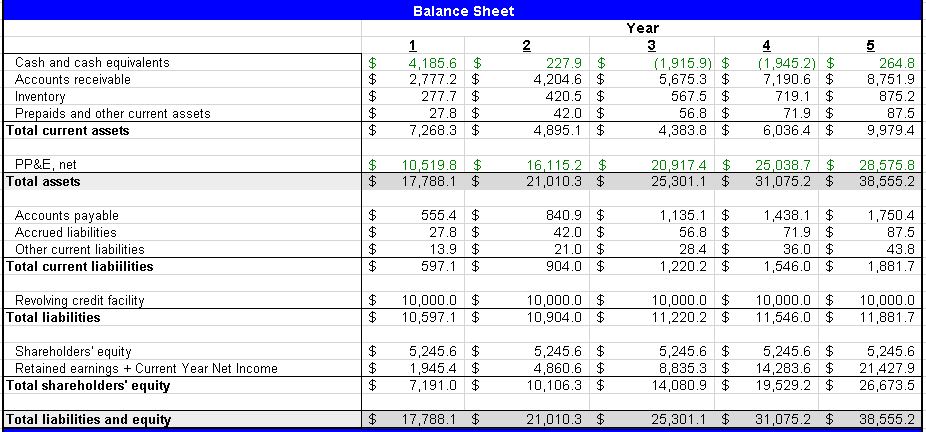 Balance Sheet
Year
1 2 3 4 5
Cash and cash equivalents $ 4,185.6 $ 227.9 $ (1,915.9) $ (1,945.2) $ 264.8
Accounts receivable $ 2,777.2 $ 4,204.6 $ 5,675.3 $ 7,190.6 $ 8,751.9
Inventory $ 277.7 $ 420.5 $ 567.5 $ 719.1 $ 875.2
Prepaids and other current assets $ 27.8 $ 42.0 $ 56.8 $ 71.9 $ 87.5
Total current assets $ 7,268.3 $ 4,895.1 $ 4,383.8 $ 6,036.4 $ 9,979.4
PP&E, net $ 10,519.8 $ 16,115.2 $ 20,917.4 $ 25,038.7 $ 28,575.8
Total assets $ 17,788.1 $ 21,010.3 $ 25,301.1 $ 31,075.2 $ 38,555.2
Accounts payable $ 555.4 $ 840.9 $ 1,135.1 $ 1,438.1 $ 1,750.4
Accrued liabilities $ 27.8 $ 42.0 $ 56.8 $ 71.9 $ 87.5
Other current liabilities $ 13.9 $ 21.0 $ 28.4 $ 36.0 $ 43.8
Total current liabiilities $ 597.1 $ 904.0 $ 1,220.2 $ 1,546.0 $ 1,881.7
Revolving credit facility $ 10,000.0 $ 10,000.0 $ 10,000.0 $ 10,000.0 $ 10,000.0
Total liabilities $ 10,597.1 $ 10,904.0 $ 11,220.2 $ 11,546.0 $ 11,881.7
Shareholders' equity $ 5,245.6 $ 5,245.6 $ 5,245.6 $ 5,245.6 $ 5,245.6
Retained earnings + Current Year Net Income $ 1,945.4 $ 4,860.6 $ 8,835.3 $ 14,283.6 $ 21,427.9
Total shareholders' equity $ 7,191.0 $ 10,106.3 $ 14,080.9 $ 19,529.2 $ 26,673.5
Total liabilities and equity $ 17,788.1 $ 21,010.3 $ 25,301.1 $ 31,075.2 $ 38,555.2